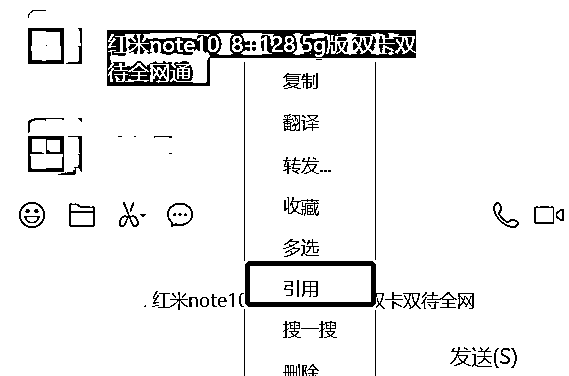 红米note10 8+128 5g版 双卡双
待全网通
复制
翻译
转发...
收藏
多选
引用
红米note10
双卡双待全网
搜一搜
发送(S)
删除